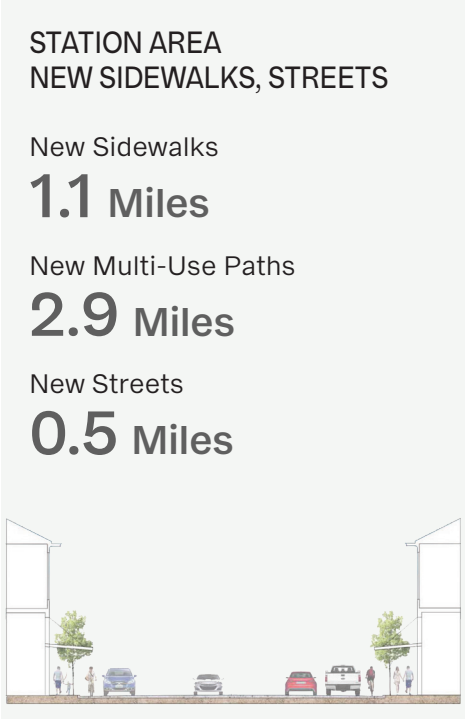 STATION AREA
NEW SIDEWALKS, STREETS
New Sidewalks
1.1 Miles
New Multi-Use Paths
2.9 Miles
New Streets
0.5 Miles